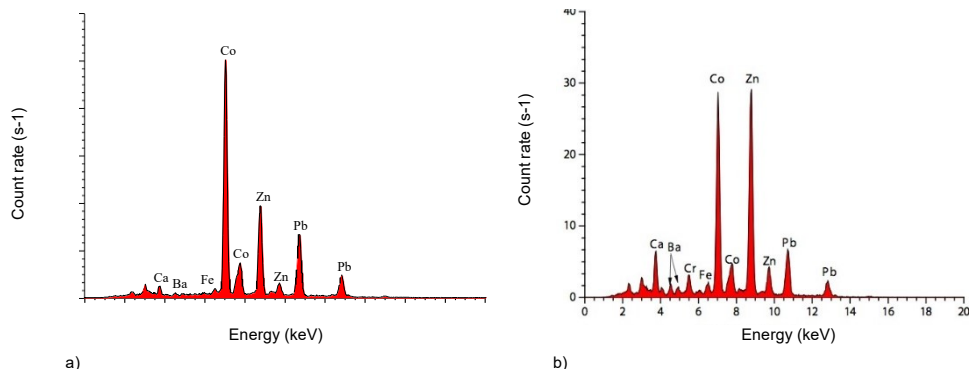 Count rate (s-1)
Co
Zn
Pb
Co
Ca
Ba
Fe
Zn
Pb
Energy (keV)
a)
Count rate (s-1)
40
30
20
10
0
Co
Zn
Ca
Ba
Cr
Fe
Co
Zn
Pb
Pb
0 2 4 6 8 10 12 14 16 18 20
Energy (keV)
b)